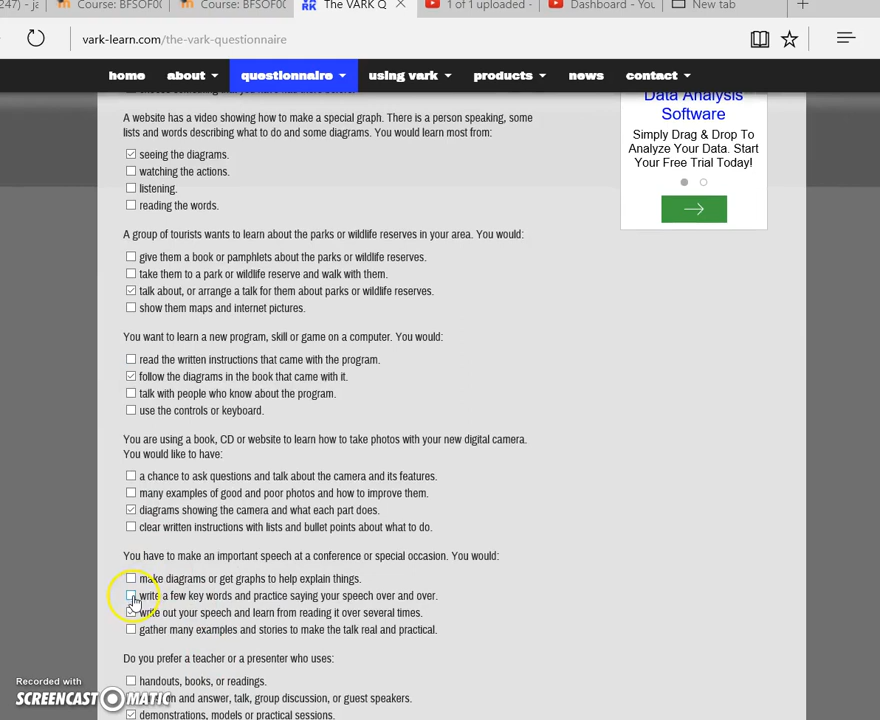 247) - ja
Course: BFSOF00
Course: BFSOF00
The VARK Q
1 of 1 uploaded -
Dashboard - You
New tab
vark-learn.com/the-vark-questionnaire
home about questionnaire using vark products news contact
Data Analysis
Software
Simply Drag & Drop To
Analyze Your Data. Start
Your Free Trial Today!
A website has a video showing how to make a special graph. There is a person speaking, some
lists and words describing what to do and some diagrams. You would learn most from:
seeing the diagrams.
watching the actions.
listening.
reading the words.
A group of tourists wants to learn about the parks or wildlife reserves in your area. You would:
give them a book or pamphlets about the parks or wildlife reserves.
take them to a park or wildlife reserve and walk with them.
talk about, or arrange a talk for them about parks or wildlife reserves.
show them maps and internet pictures.
You want to learn a new program, skill or game on a computer. You would:
read the written instructions that came with the program.
follow the diagrams in the book that came with it.
talk with people who know about the program.
use the controls or keyboard.
You are using a book, CD or website to learn how to take photos with your new digital camera.
You would like to have:
a chance to ask questions and talk about the camera and its features.
many examples of good and poor photos and how to improve them.
diagrams showing the camera and what each part does.
clear written instructions with lists and bullet points about what to do.
You have to make an important speech at a conference or special occasion. You would:
make diagrams or get graphs to help explain things.
write a few key words and practice saying your speech over and over.
write out your speech and learn from reading it over several times.
gather many examples and stories to make the talk real and practical.
Do you prefer a teacher or a presenter who uses:
handouts, books, or readings.
and answer, talk, group discussion, or guest speakers.
demonstrations, models or practical sessions.
Recorded with
SCREENCAST MATIC